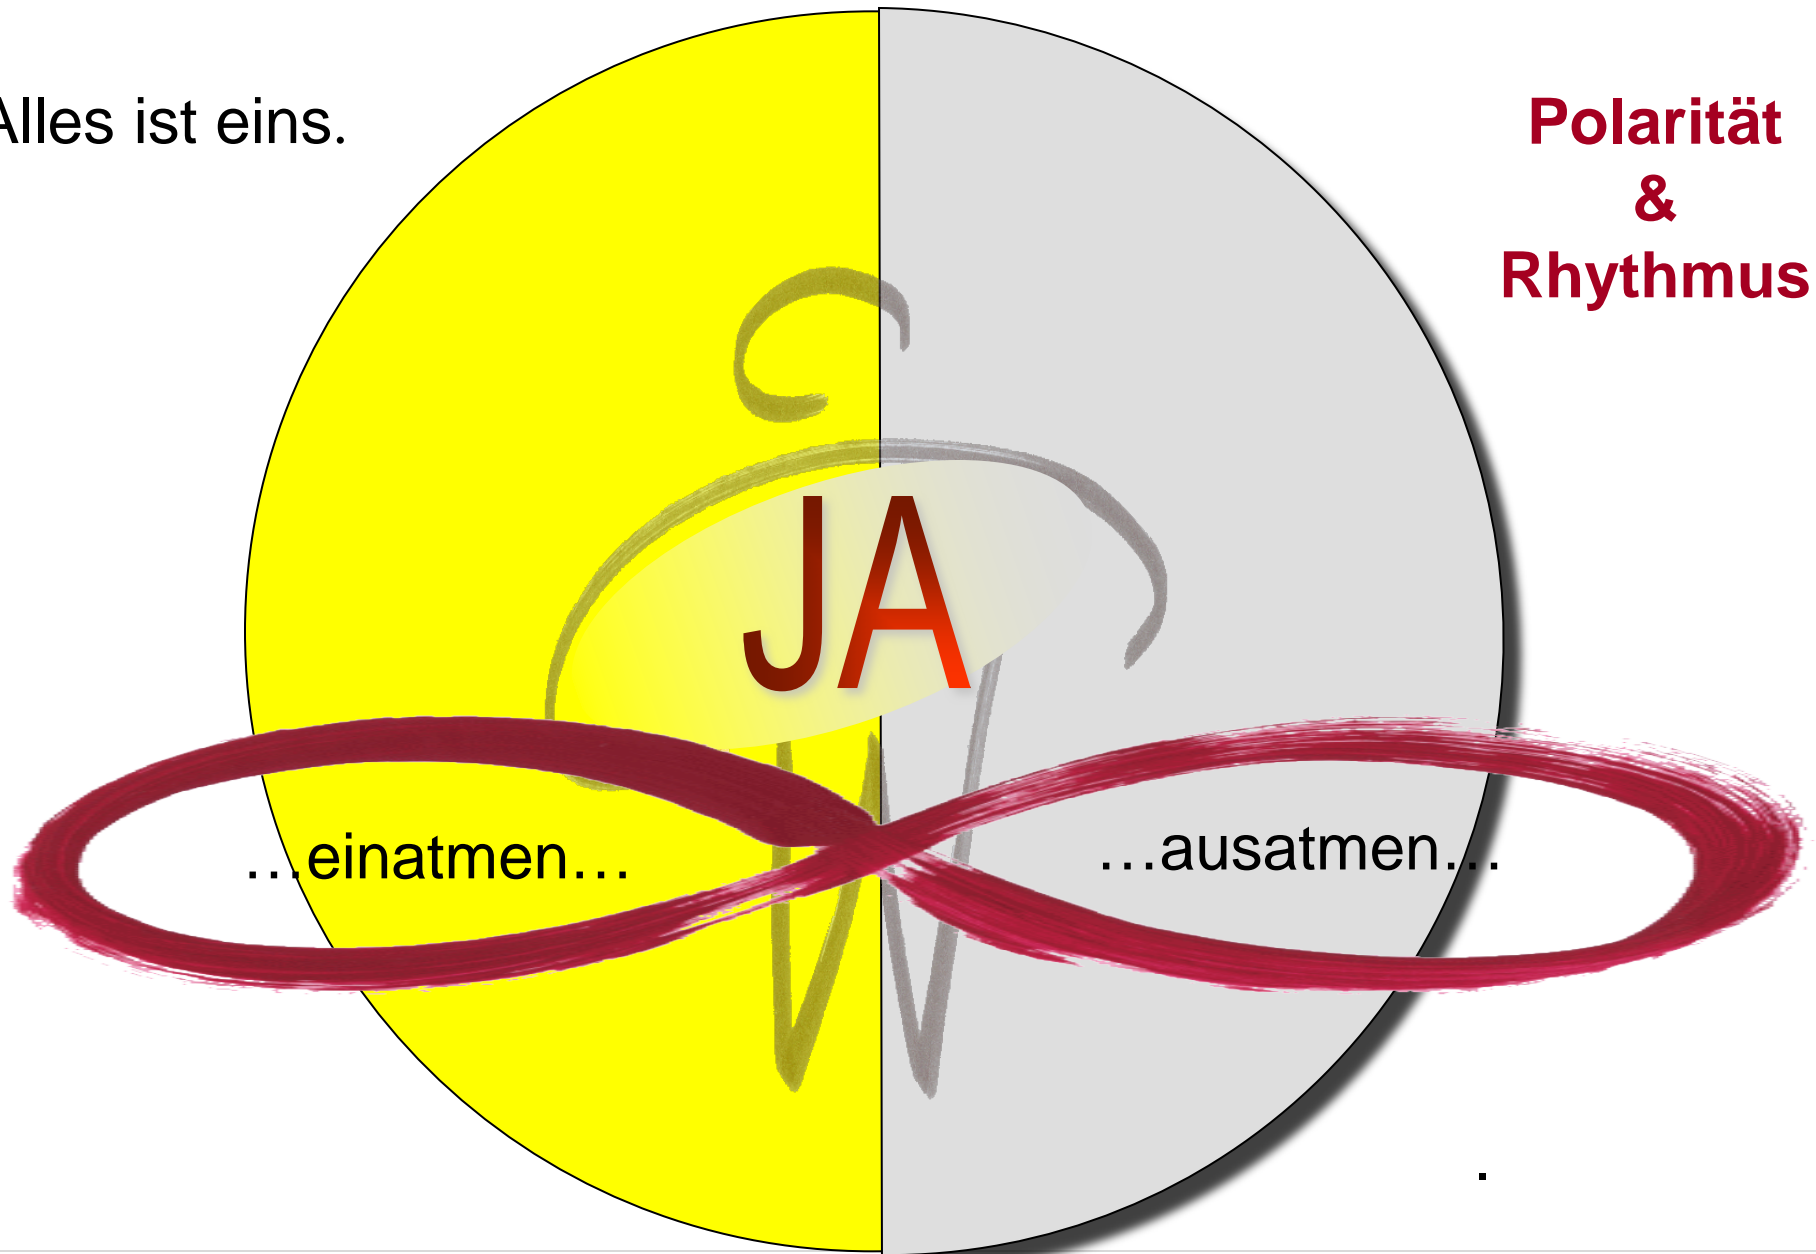 Alles ist eins.
Polarität
&
Rhythmus
JA
…einatmen…
…ausatmen…
.